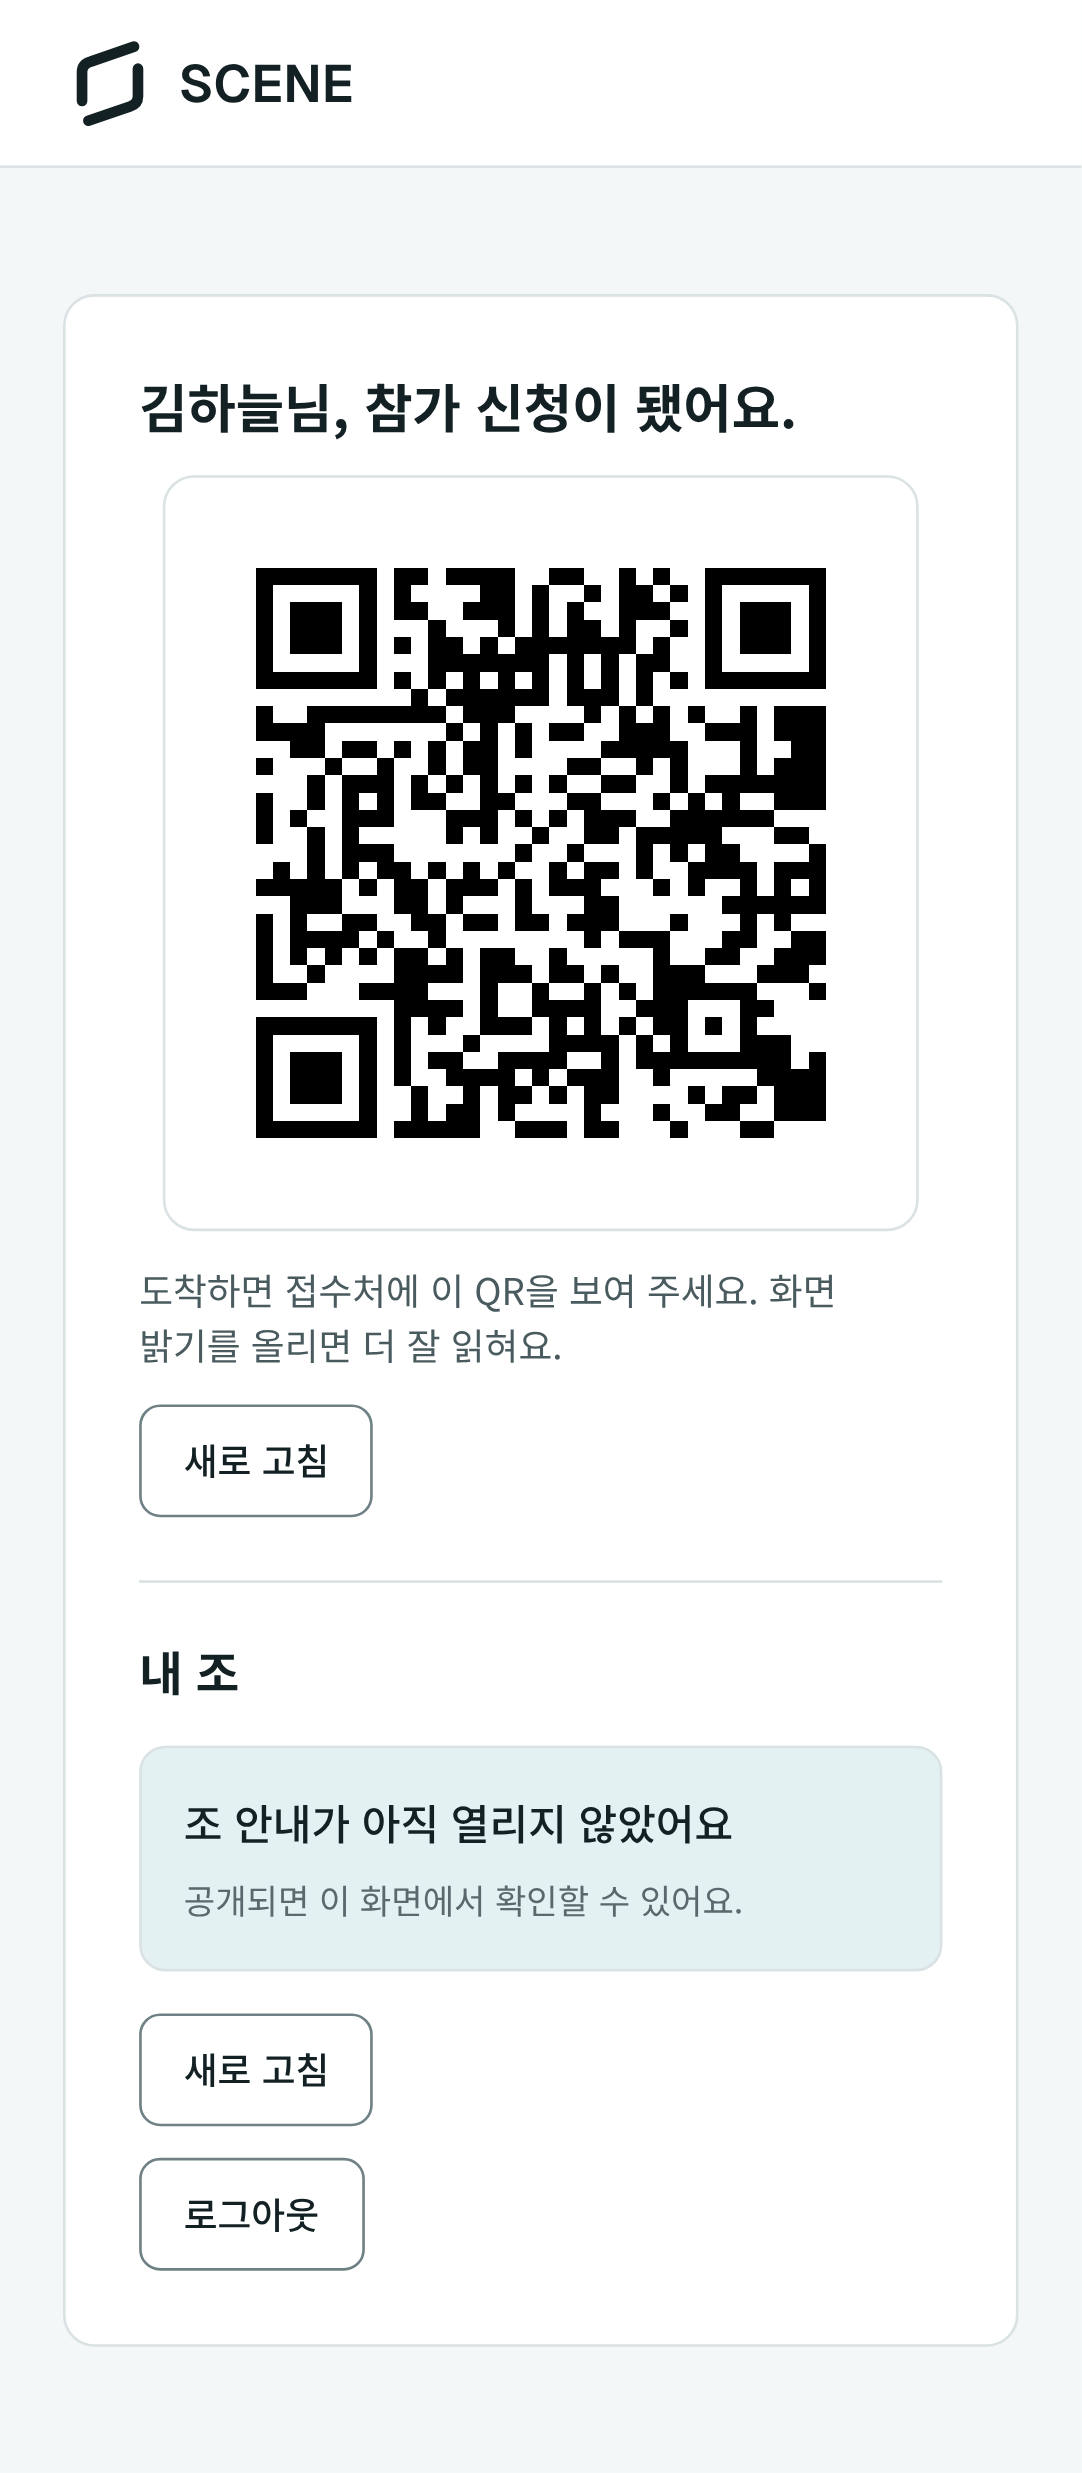 SCENE
김하늘님, 참가 신청이 됐어요.
도착하면 접수처에 이 QR을 보여 주세요. 화면
밝기를 올리면 더 잘 읽혀요.
새로 고침
내 조
조 안내가 아직 열리지 않았어요
공개되면 이 화면에서 확인할 수 있어요.
새로 고침
로그아웃